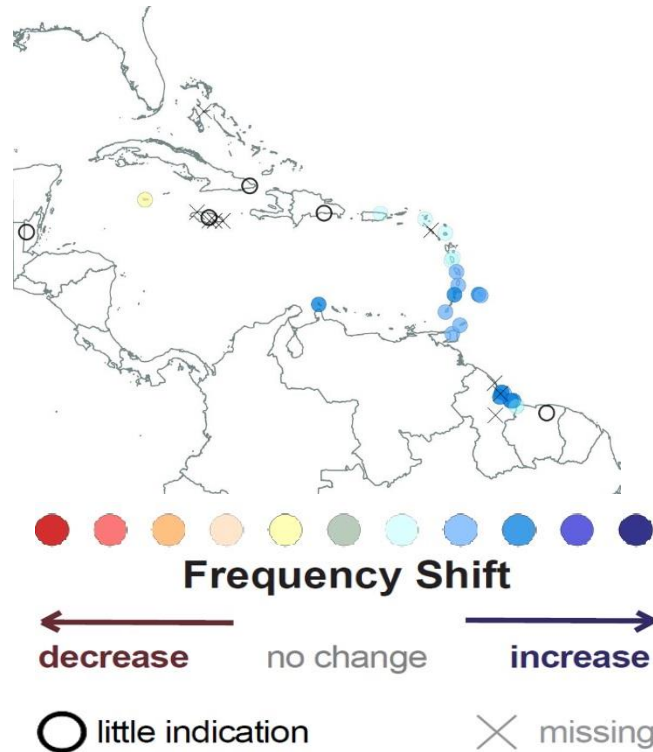 Frequency Shift
decrease no change increase
little indication missing